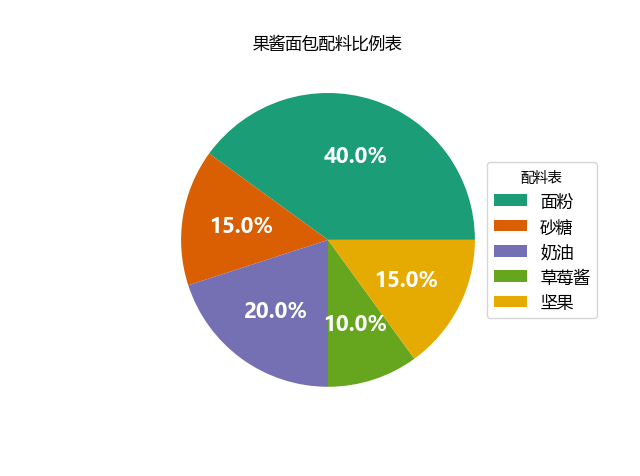 果酱面包配料比例表
40.0%
15.0%
20.0%
10.0%
15.0%
配料表
面粉
砂糖
奶油
草莓酱
坚果